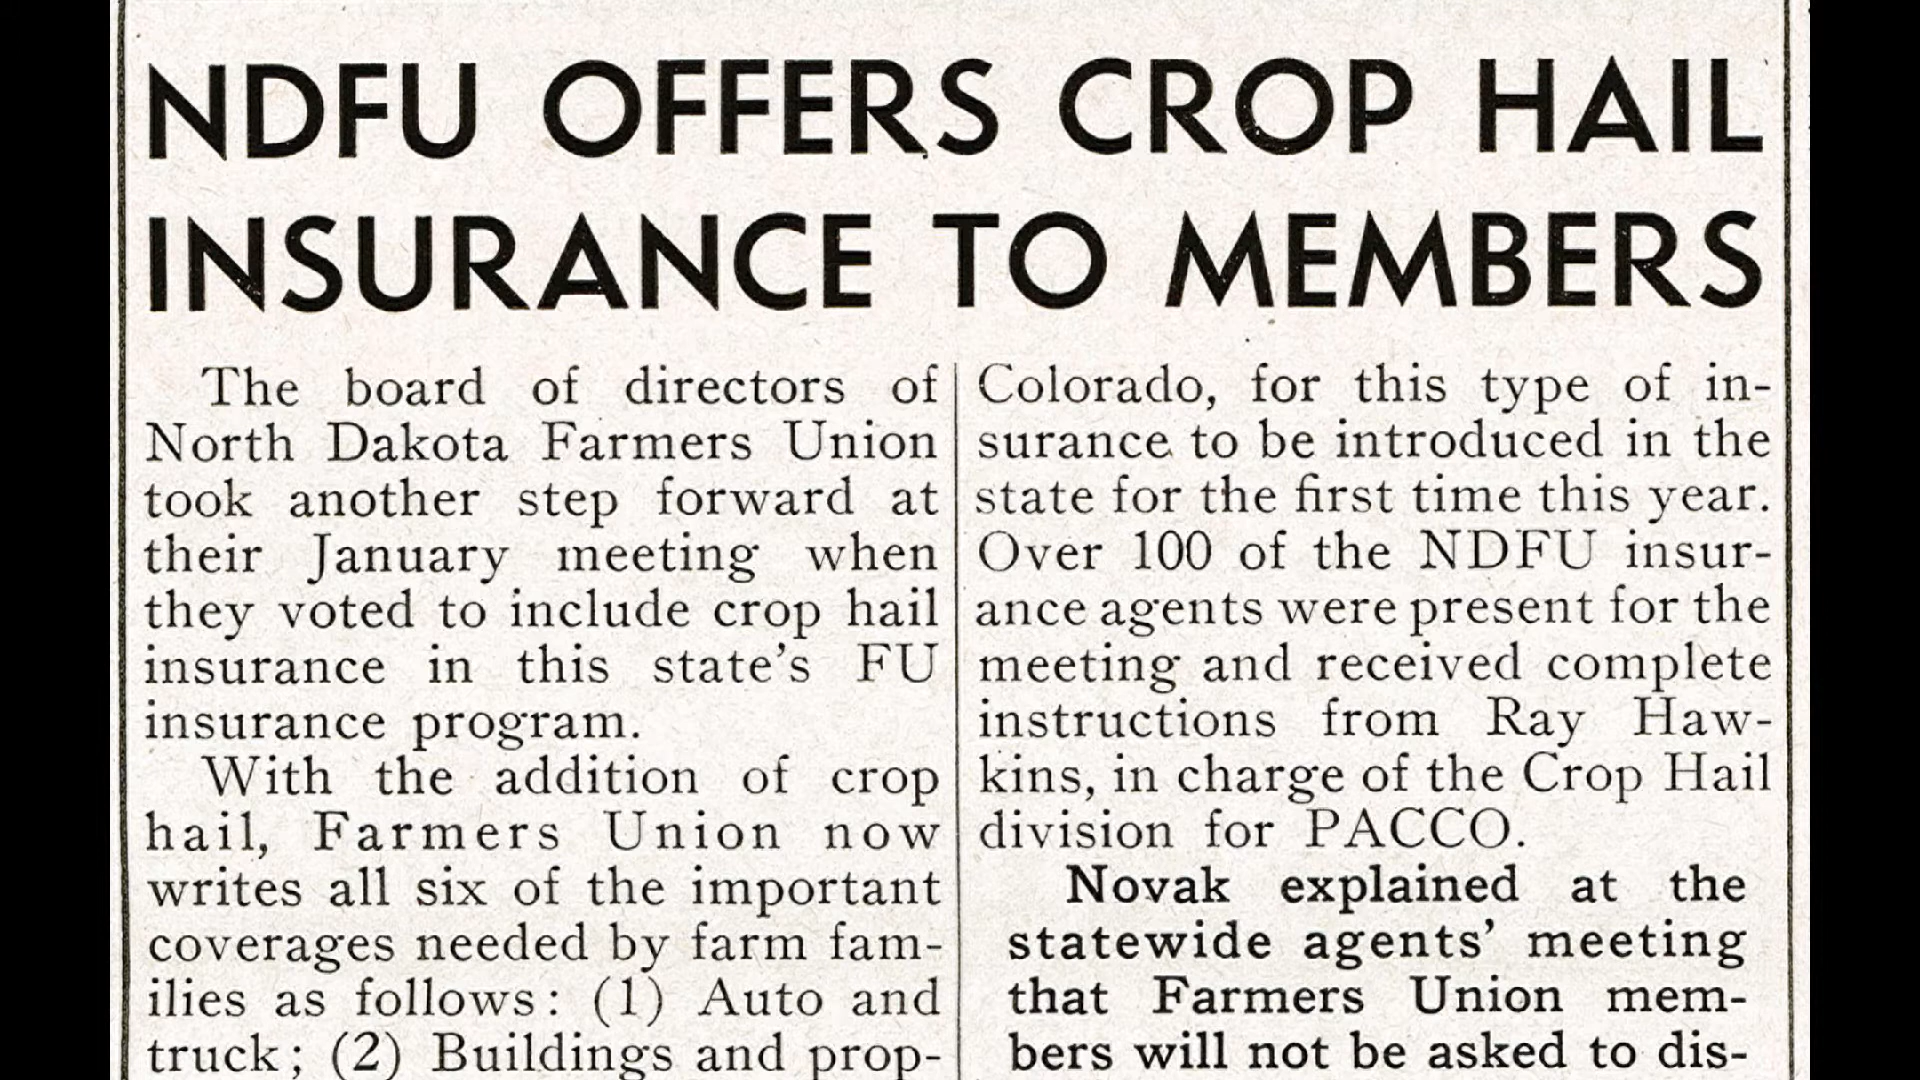 NDFU OFFERS CROP HAIL
INSURANCE TO MEMBERS
The board of directors of
North Dakota Farmers Union
took another step forward at
their January meeting when
they voted to include crop hail
insurance in this state's FU
insurance program.
With the addition of crop
hail, Farmers Union now
writes all six of the important
coverages needed by farm fam-
ilies as follows: (1) Auto and
truck; (2) Buildings and prop-
Colorado, for this type of in-
surance to be introduced in the
state for the first time this year.
Over 100 of the NDFU insur-
ance agents were present for the
meeting and received complete
instructions from Ray Haw-
kins, in charge of the Crop Hail
division for PACCO.
Novak explained at the
statewide agents' meeting
that Farmers Union mem-
bers will not be asked to dis-